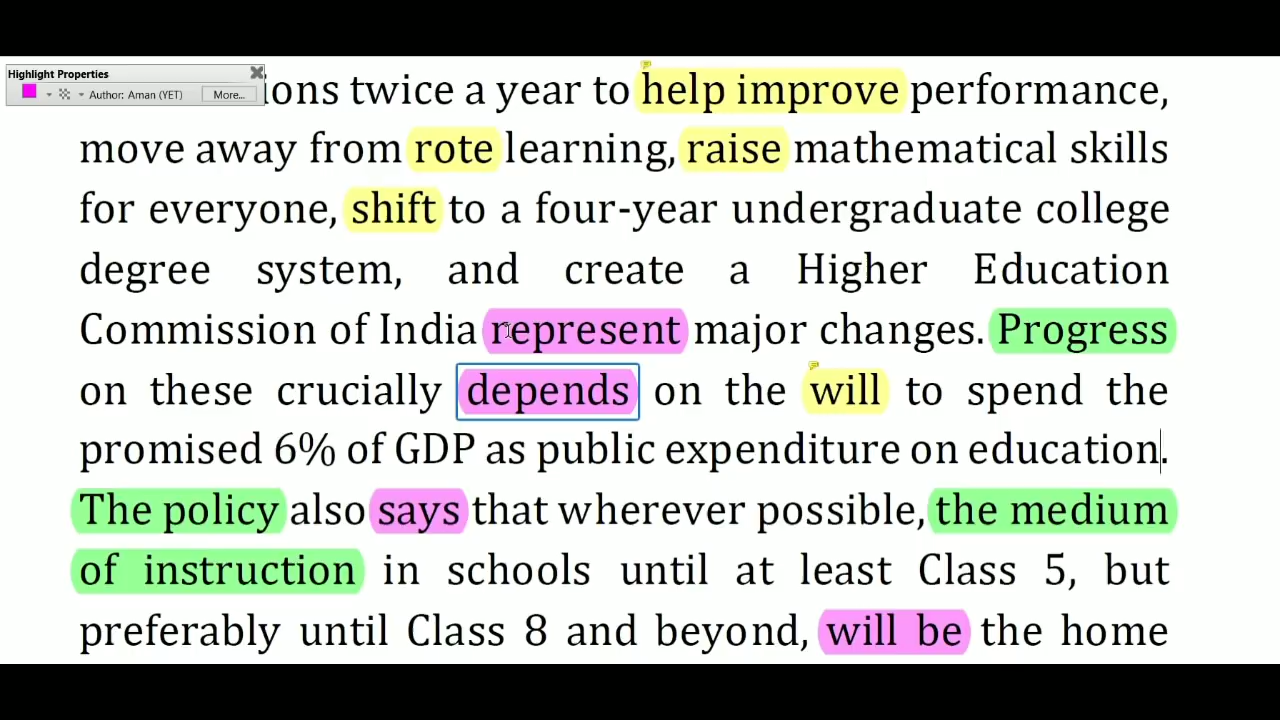 Highlight Properties
Author: Aman (YET) More...
ions twice a year to help improve performance,
move away from rote learning, raise mathematical skills
for everyone, shift to a four-year undergraduate college
degree system, and create a Higher Education
Commission of India represent major changes. Progress
on these crucially depends on the will to spend the
promised 6% of GDP as public expenditure on education.
The policy also says that wherever possible, the medium
of instruction in schools until at least Class 5, but
preferably until Class 8 and beyond, will be the home